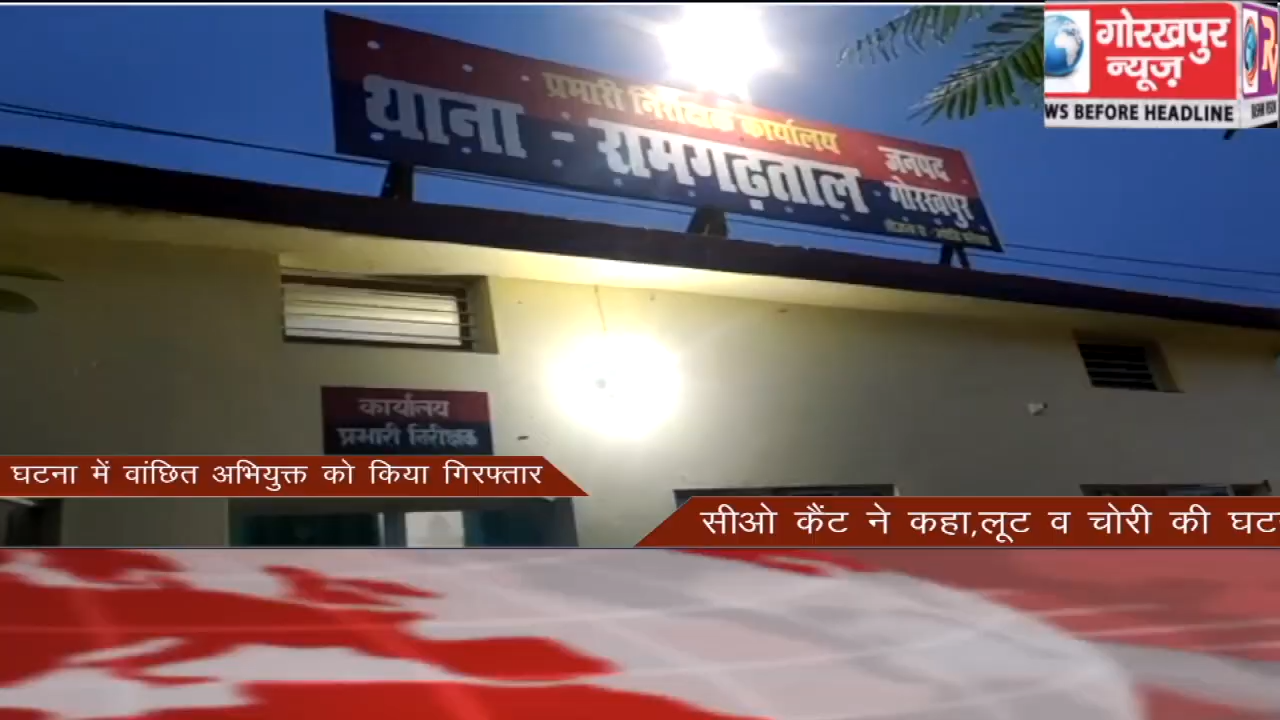 गोरखपुर
न्यूज़
WS BEFORE HEADLINE
प्रभारी निरीक्षक कार्यालय
थाना - रामगढ़ताल
जनपद
गोरखपुर
कार्यालय
प्रभारी निरीक्षक
घटना में वांछित अभियुक्त को किया गिरफ्तार
सीओ कैंट ने कहा,लूट व चोरी की घट